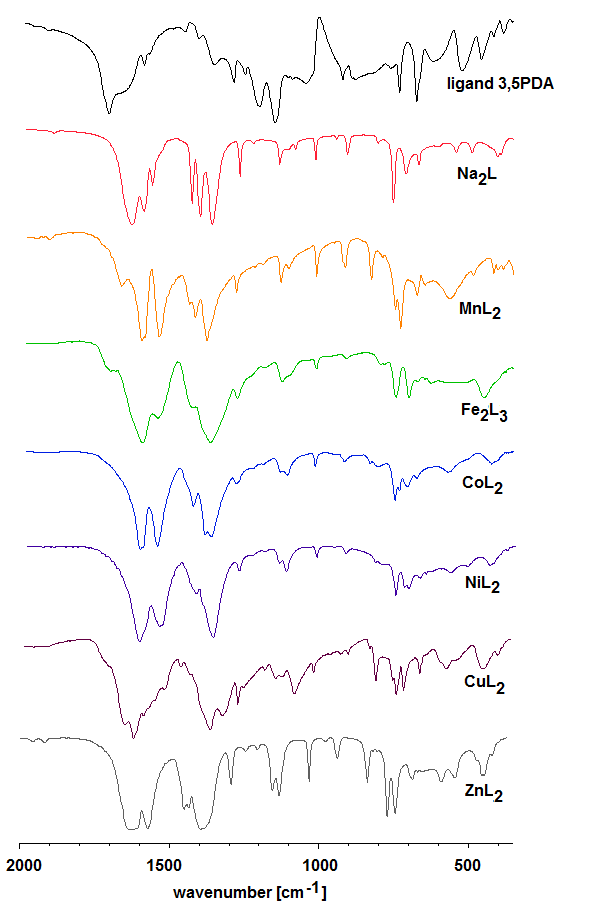 ligand 3,5PDA
Na2L
MnL2
Fe2L3
CoL2
NiL2
CuL2
ZnL2
2000 1500 1000 500
wavenumber [cm-1]